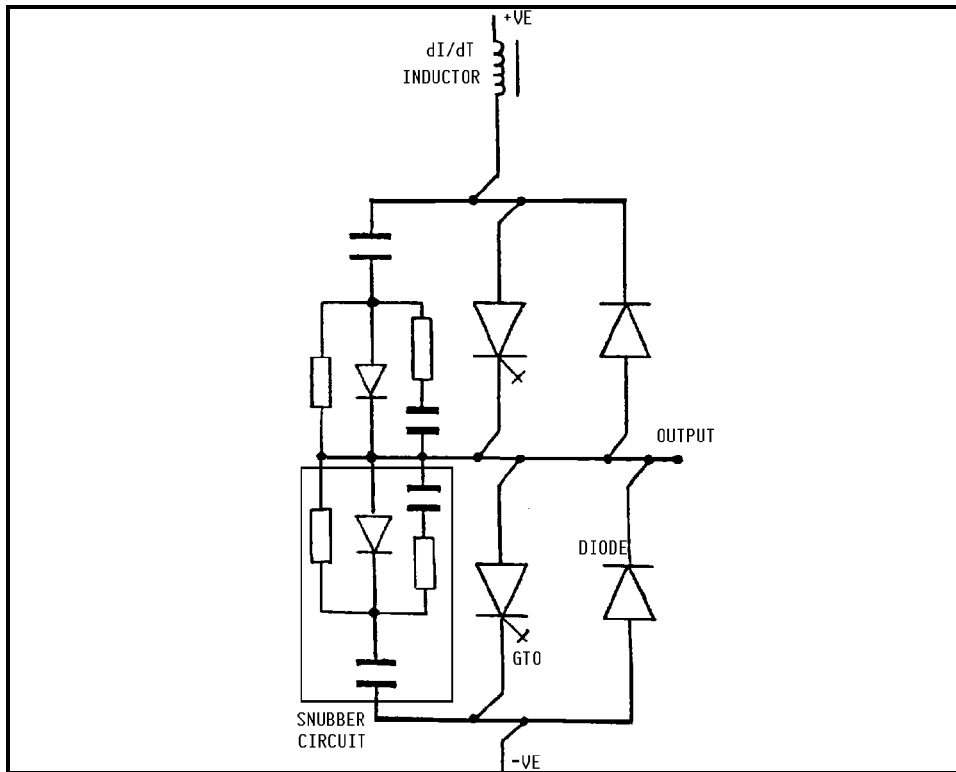 +VE
dI/dT
INDUCTOR
OUTPUT
DIODE
GTO
SNUBBER
CIRCUIT
-VE